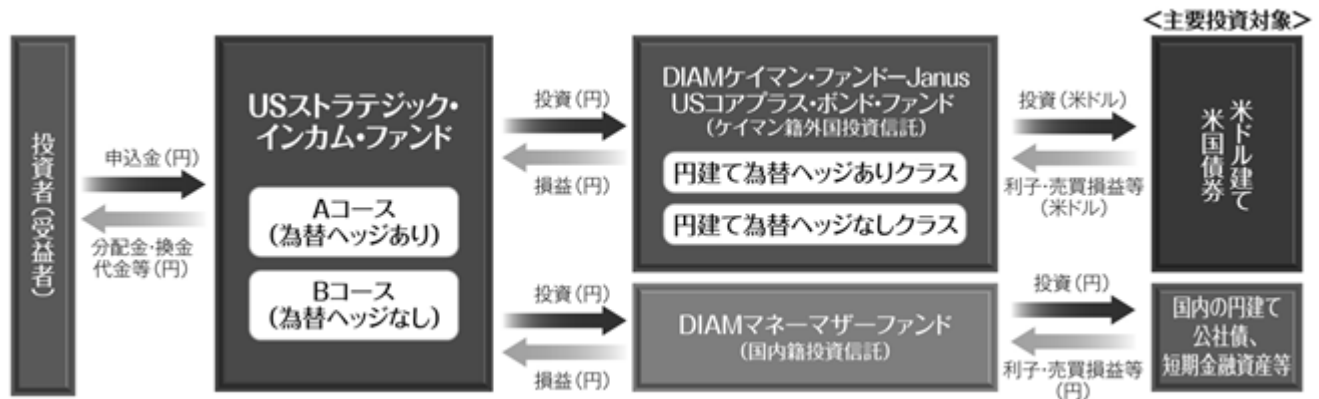 <主要投資対象>
投資者(受益者)
申込金(円)
分配金・換金
代金等(円)
USストラテジック・
インカム・ファンド
Aコース
(為替ヘッジあり)
Bコース
(為替ヘッジなし)
投資(円)
損益(円)
投資(円)
損益(円)
DIAMケイマン・ファンドーJanus
USコアプラス・ボンド・ファンド
(ケイマン籍外国投資信託)
円建て為替ヘッジありクラス
円建て為替ヘッジなしクラス
DIAMマネーマザーファンド
(国内籍投資信託)
投資(米ドル)
利子・売買損益等
(米ドル)
投資(円)
利子・売買損益等
(円)
米ドル建て
米国債券
国内の円建て
公社債、
短期金融資産等